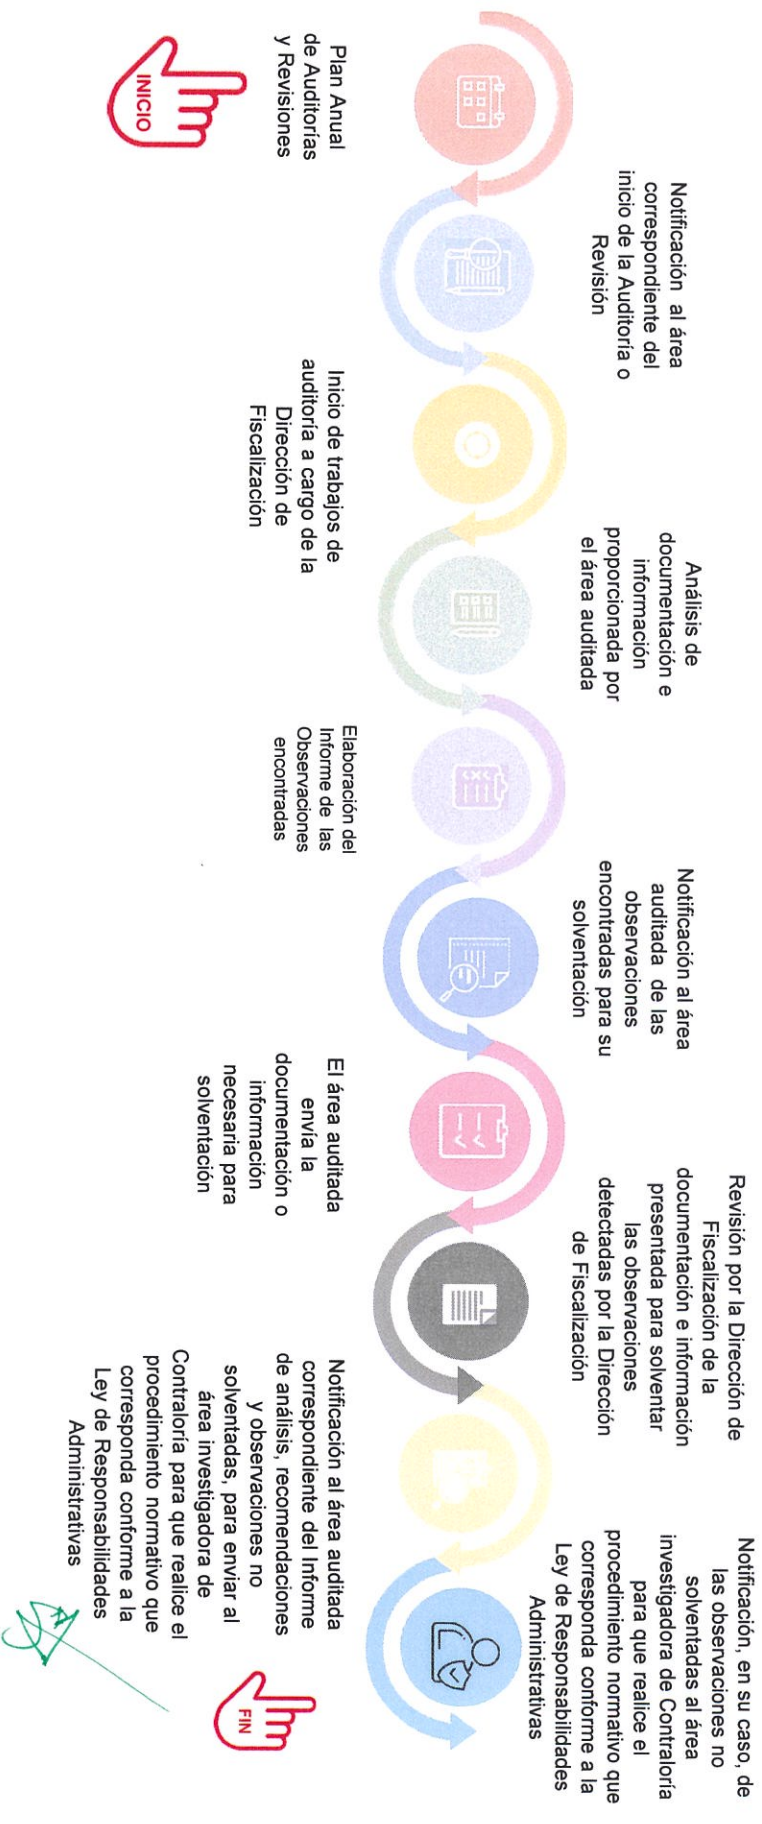 Plan Anual
de Auditorías
y Revisiones
INICIO
Notificación al área
correspondiente del
inicio de la Auditoría o
Revisión
Inicio de trabajos de
auditoría a cargo de la
Dirección de
Fiscalización
Análisis de
documentación e
información
proporcionada por
el área auditada
Elaboración del
Informe de las
Observaciones
encontradas
Notificación al área
auditada de las
observaciones
encontradas para su
solventación
El área auditada
envía la
documentación o
información
necesaria para
solventación
Revisión por la Dirección de
Fiscalización de la
documentación e información
presentada para solventar
las observaciones
detectadas por la Dirección
de Fiscalización
Notificación al área auditada
correspondiente del Informe
de análisis, recomendaciones
y observaciones no
solventadas, para enviar al
área investigadora de
Contraloría para que realice el
procedimiento normativo que
corresponda conforme a la
Ley de Responsabilidades
Administrativas
Notificación, en su caso, de
las observaciones no
solventadas al área
investigadora de Contraloría
para que realice el
procedimiento normativo que
corresponda conforme a la
Ley de Responsabilidades
Administrativas
FIN